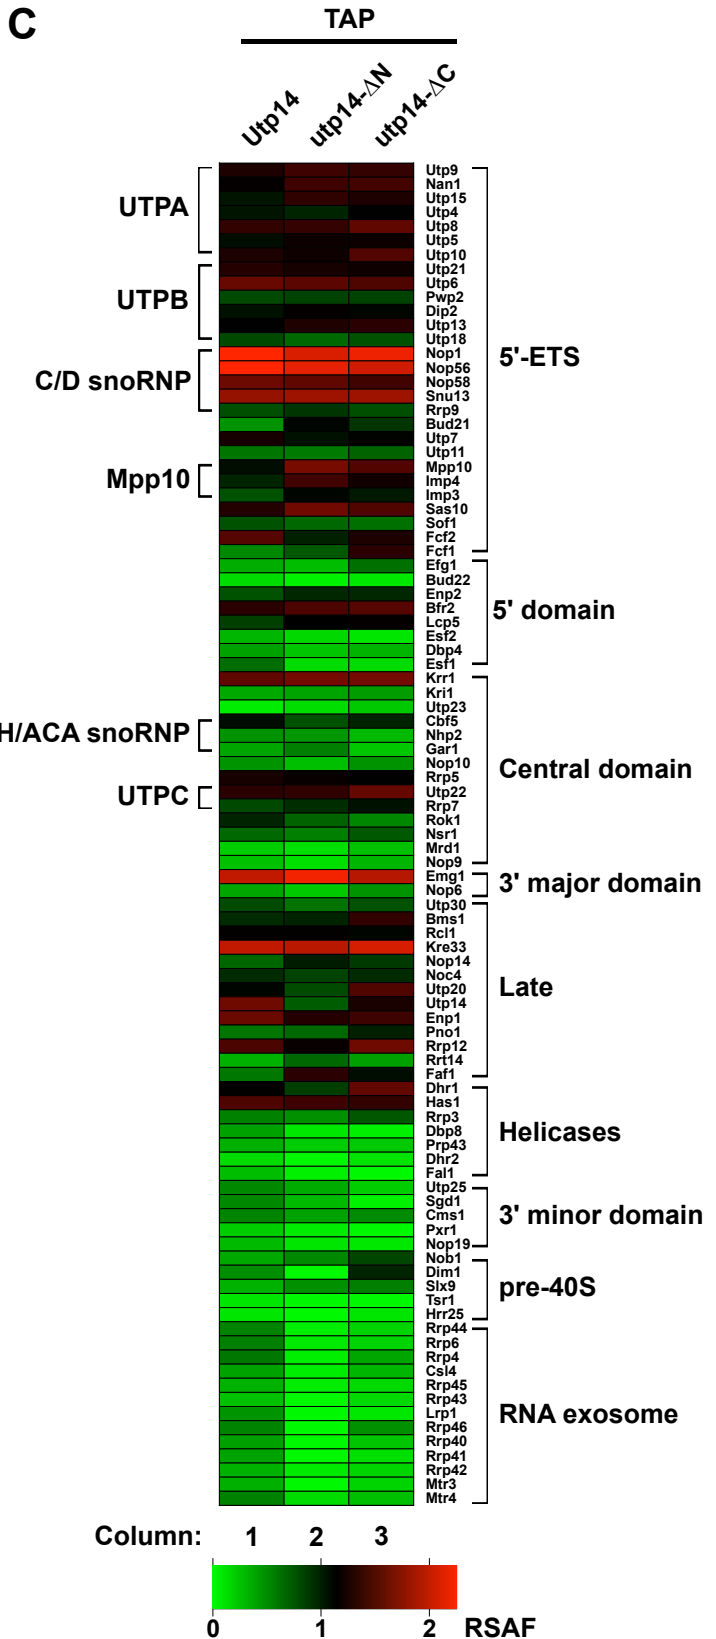 C
TAP
Utp14
utp14-ΔN
utp14-ΔC
UTPA
UTPB
C/D snoRNP
Mpp10
H/ACA snoRNP
UTPC
Utp9
Nan1
Utp15
Utp4
Utp8
Utp5
Utp10
Utp21
Utp6
Pwp2
Dip2
Utp13
Utp18
Nop1
Nop56
Nop58
Snu13
Rrp9
Bud21
Utp7
Utp11
Mpp10
Imp4
Imp3
Sas10
Sof1
Fcf2
Fcf1
Efg1
Bud22
Enp2
Bfr2
Lcp5
Esf2
Dbp4
Esf1
Krr1
Kri1
Utp23
Cbf5
Nhp2
Gar1
Nop10
Rrp5
Utp22
Rrp7
Rok1
Nsr1
Mrd1
Nop9
Emg1
Nop6
Utp30
Bms1
Rcl1
Kre33
Nop14
Noc4
Utp20
Utp14
Enp1
Pno1
Rrp12
Rrt14
Faf1
Dhr1
Has1
Rrp3
Dbp8
Prp43
Dhr2
Fal1
Utp25
Sgd1
Cms1
Pxr1
Nop19
Nob1
Dim1
Slx9
Tsr1
Hrr25
Rrp44
Rrp6
Rrp4
Csl4
Rrp45
Rrp43
Lrp1
Rrp46
Rrp40
Rrp41
Rrp42
Mtr3
Mtr4
5'-ETS
5' domain
Central domain
3' major domain
Late
Helicases
3' minor domain
pre-40S
RNA exosome
Column: 1 2 3
0 1 2 RSAF